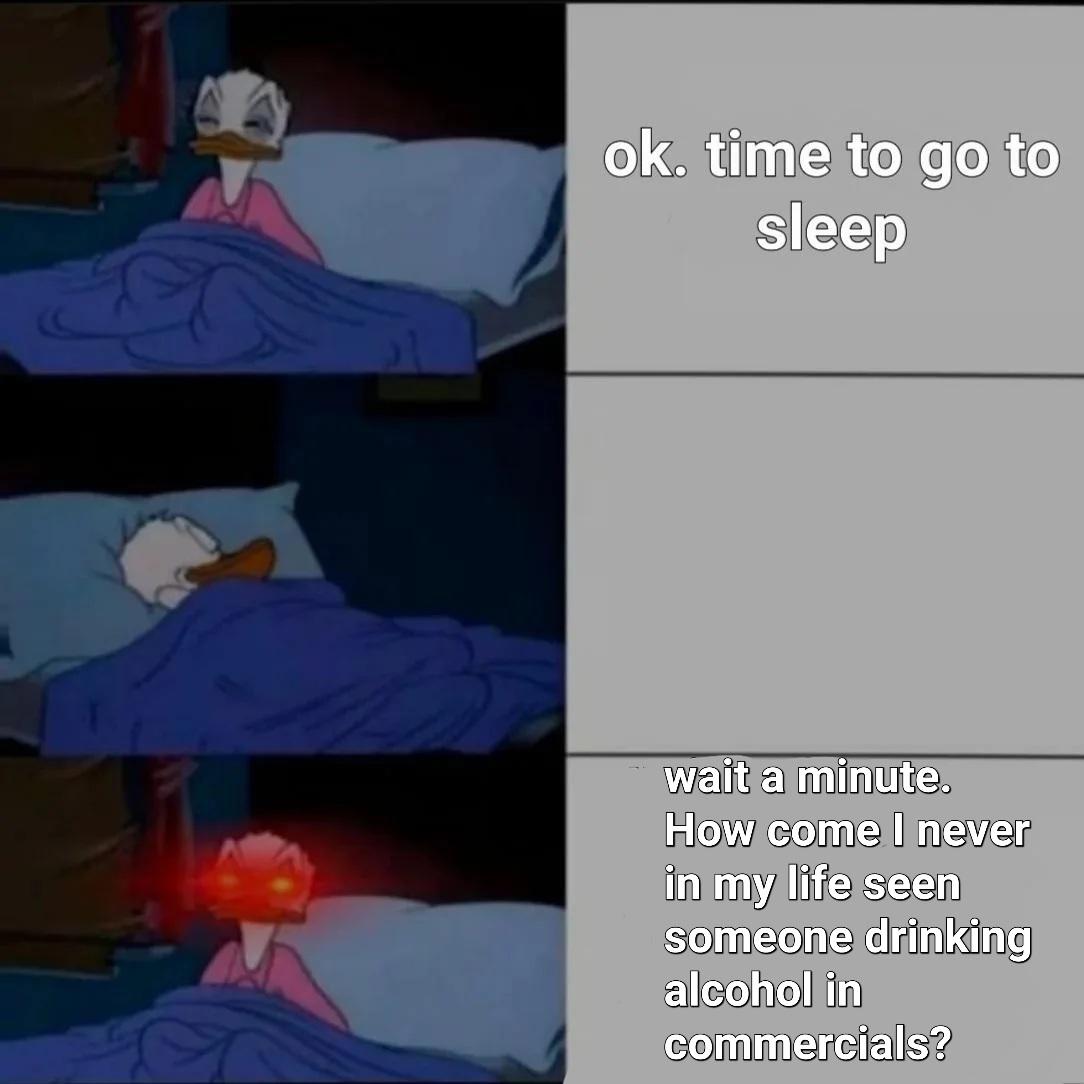 ok. time to go to
sleep
wait a minute.
How come I never
in my life seen
someone drinking
alcohol in
commercials?